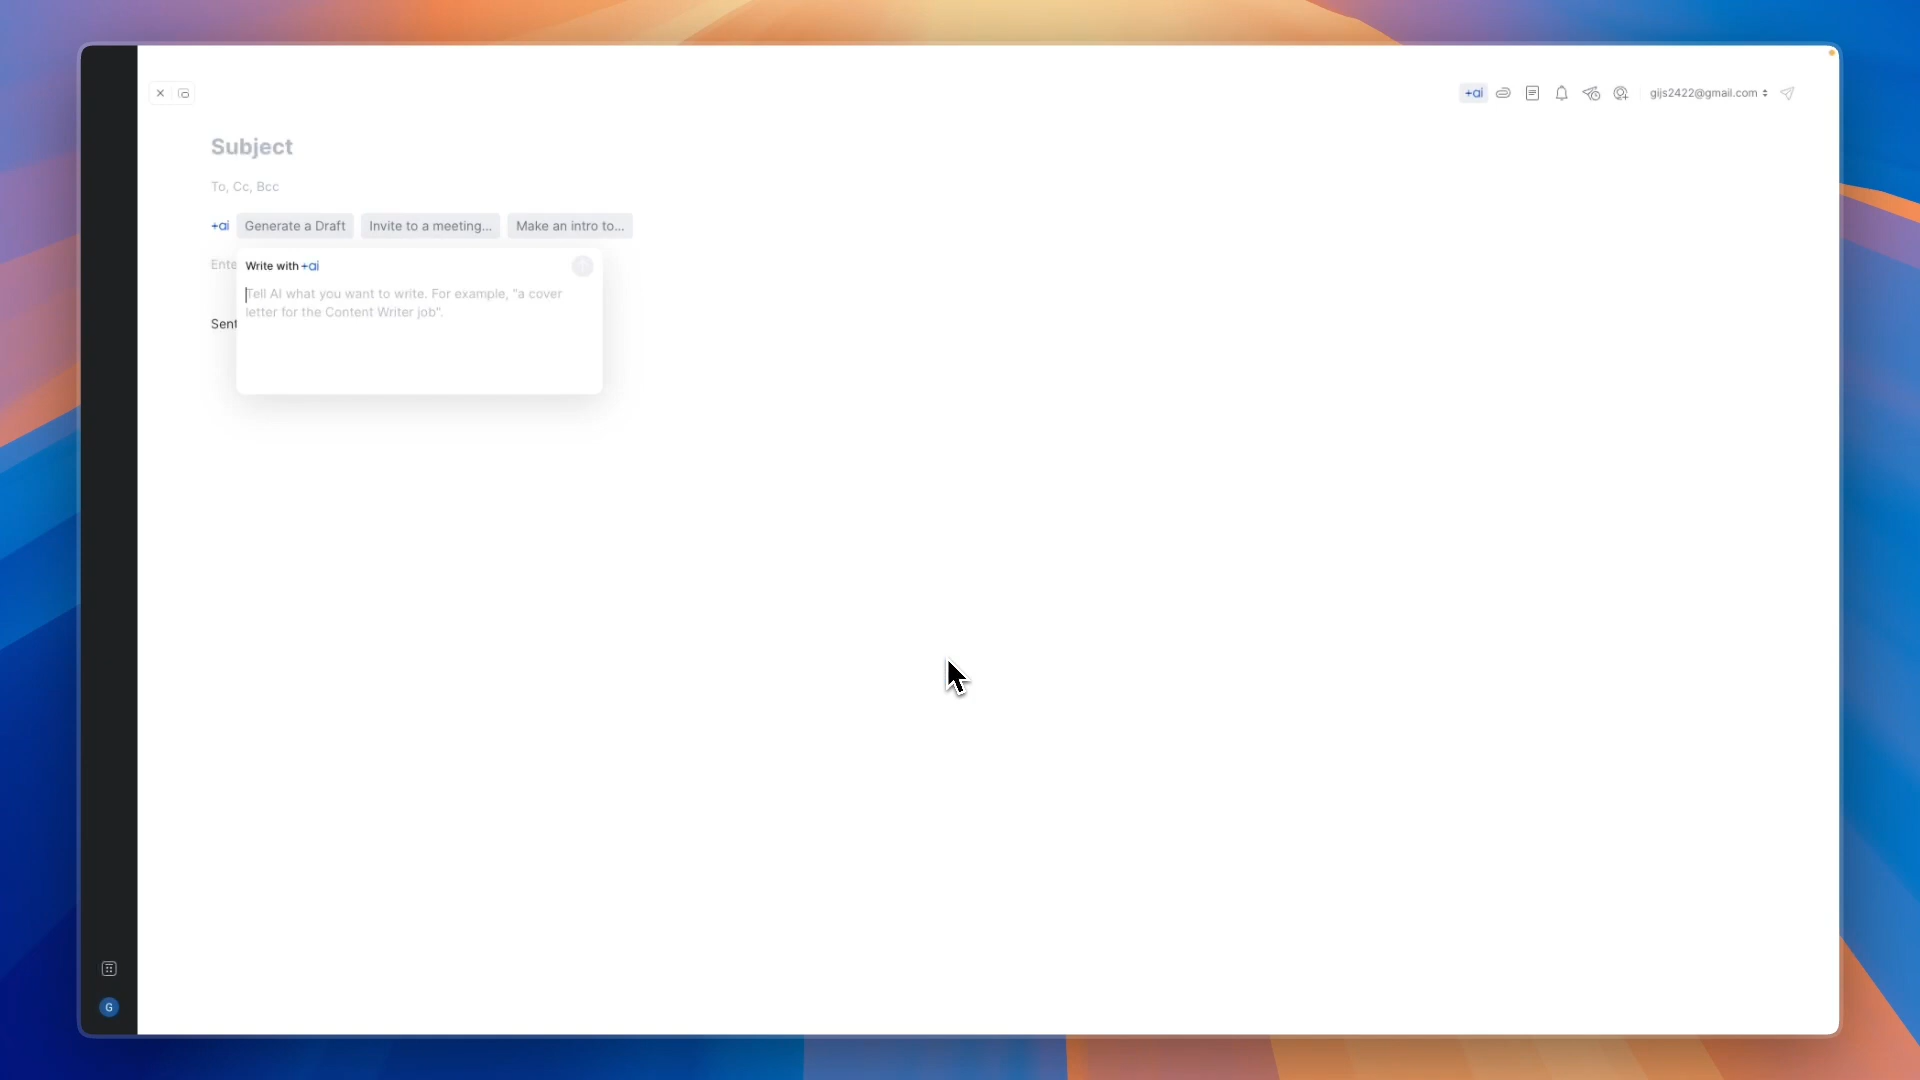 +ai gijs2422@gmail.com
Subject
To, Cc, Bcc
+ai Generate a Draft Invite to a meeting... Make an intro to...
Ente
Write with +ai
Tell AI what you want to write. For example, "a cover
letter for the Content Writer job".
Sent
G